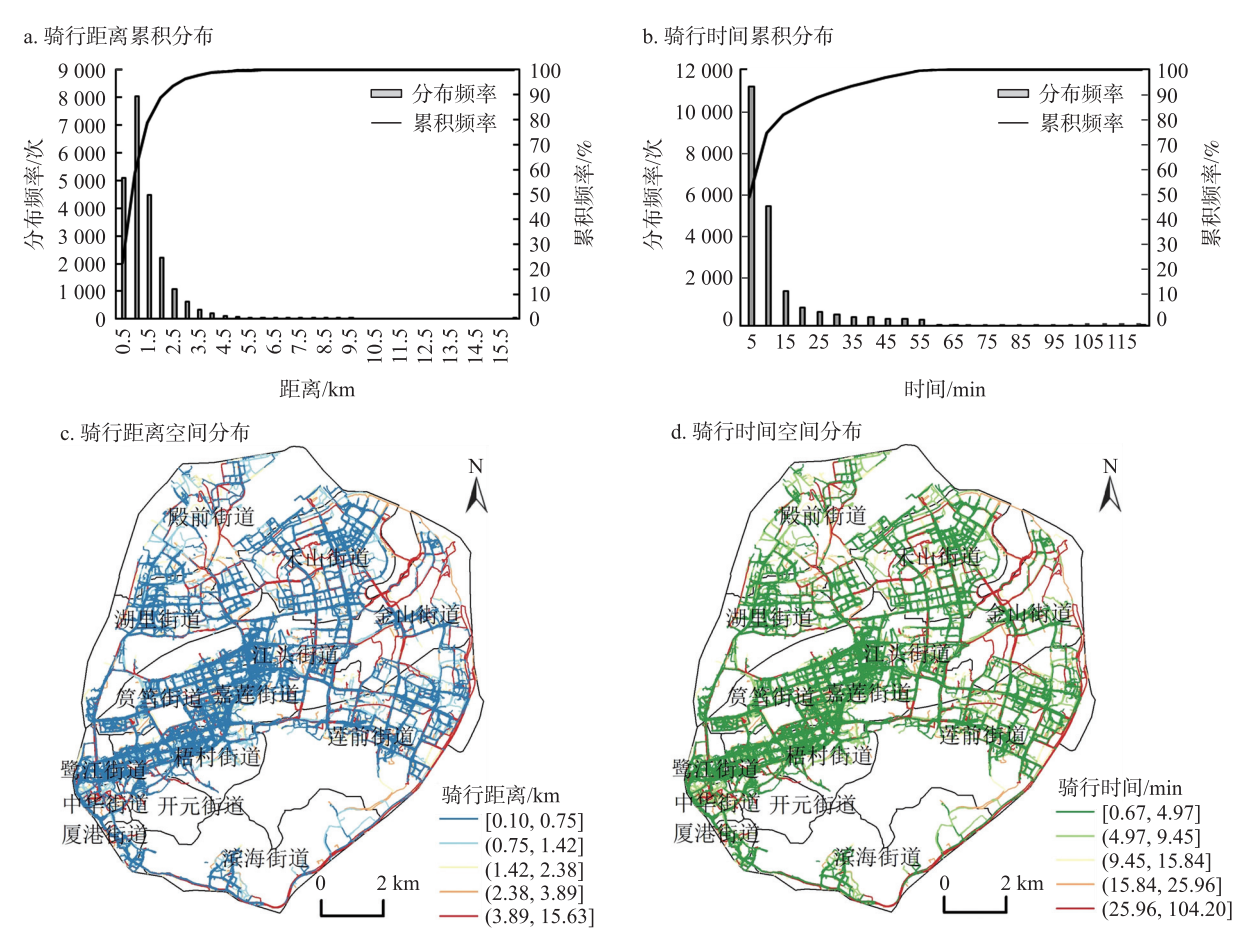 a. 骑行距离累积分布
9 000
8 000
7 000
6 000
5 000
4 000
3 000
2 000
1 000
0
分布频率/次
100
90
80
70
60
50
40
30
20
10
0
累积频率/%
分布频率
累积频率
0.5
1.5
2.5
3.5
4.5
5.5
6.5
7.5
8.5
9.5
10.5
11.5
12.5
13.5
14.5
15.5
距离/km
b. 骑行时间累积分布
12 000
10 000
8 000
6 000
4 000
2 000
0
分布频率/次
100
90
80
70
60
50
40
30
20
10
0
累积频率/%
分布频率
累积频率
5 15 25 35 45 55 65 75 85 95 105 115
时间/min
c. 骑行距离空间分布
N
殿前街道
禾山街道
湖里街道
金山街道
江头街道
筼筜街道
嘉莲街道
莲前街道
梧村街道
鹭江街道
中华街道
开元街道
厦港街道
滨海街道
骑行距离/km
[0.10, 0.75]
(0.75, 1.42]
(1.42, 2.38]
(2.38, 3.89]
(3.89, 15.63]
0 2 km
d. 骑行时间空间分布
N
殿前街道
禾山街道
湖里街道
金山街道
江头街道
筼筜街道
嘉莲街道
莲前街道
梧村街道
鹭江街道
中华街道
开元街道
厦港街道
滨海街道
骑行时间/min
[0.67, 4.97]
(4.97, 9.45]
(9.45, 15.84]
(15.84, 25.96]
(25.96, 104.20]
0 2 km